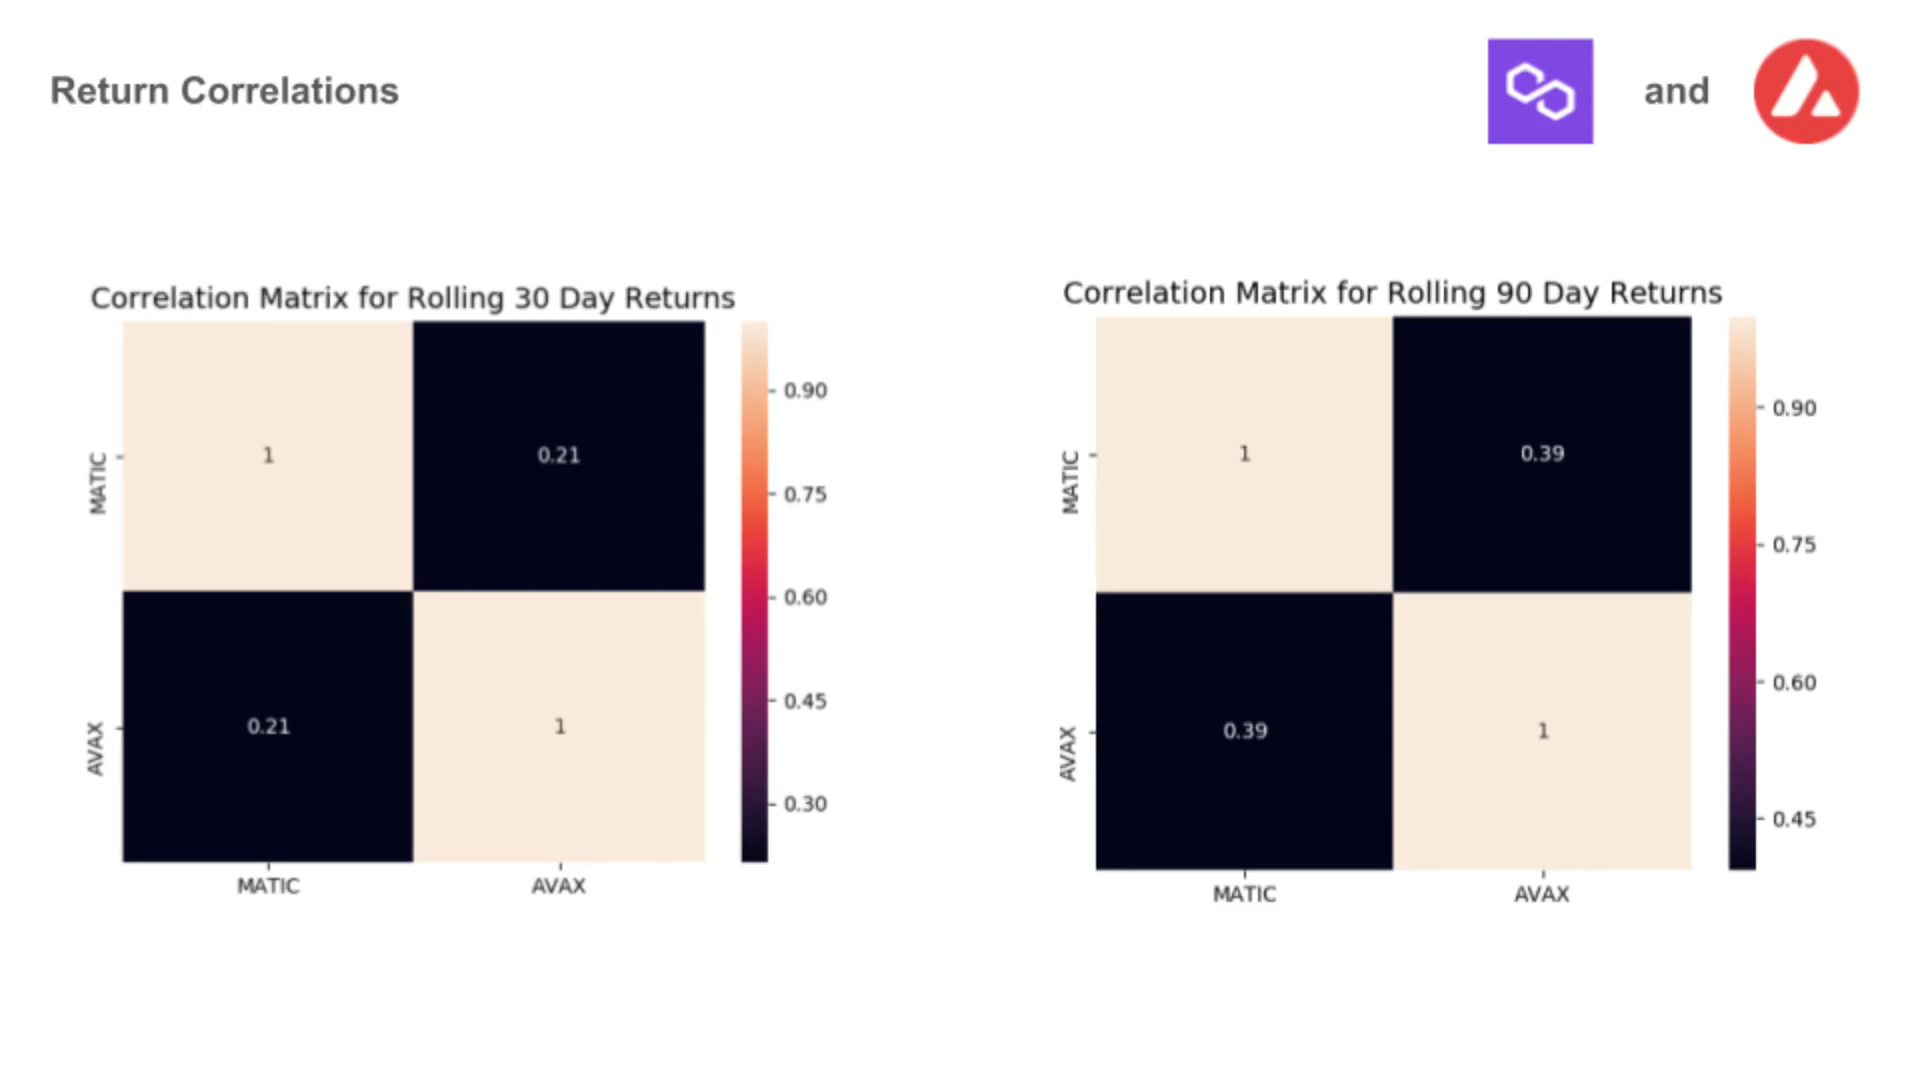 Return Correlations
and
Correlation Matrix for Rolling 30 Day Returns
MATIC
AVAX
1
0.21
0.21
1
MATIC
AVAX
0.90
0.75
0.60
0.45
0.30
Correlation Matrix for Rolling 90 Day Returns
MATIC
AVAX
1
0.39
0.39
1
MATIC
AVAX
0.90
0.75
0.60
0.45